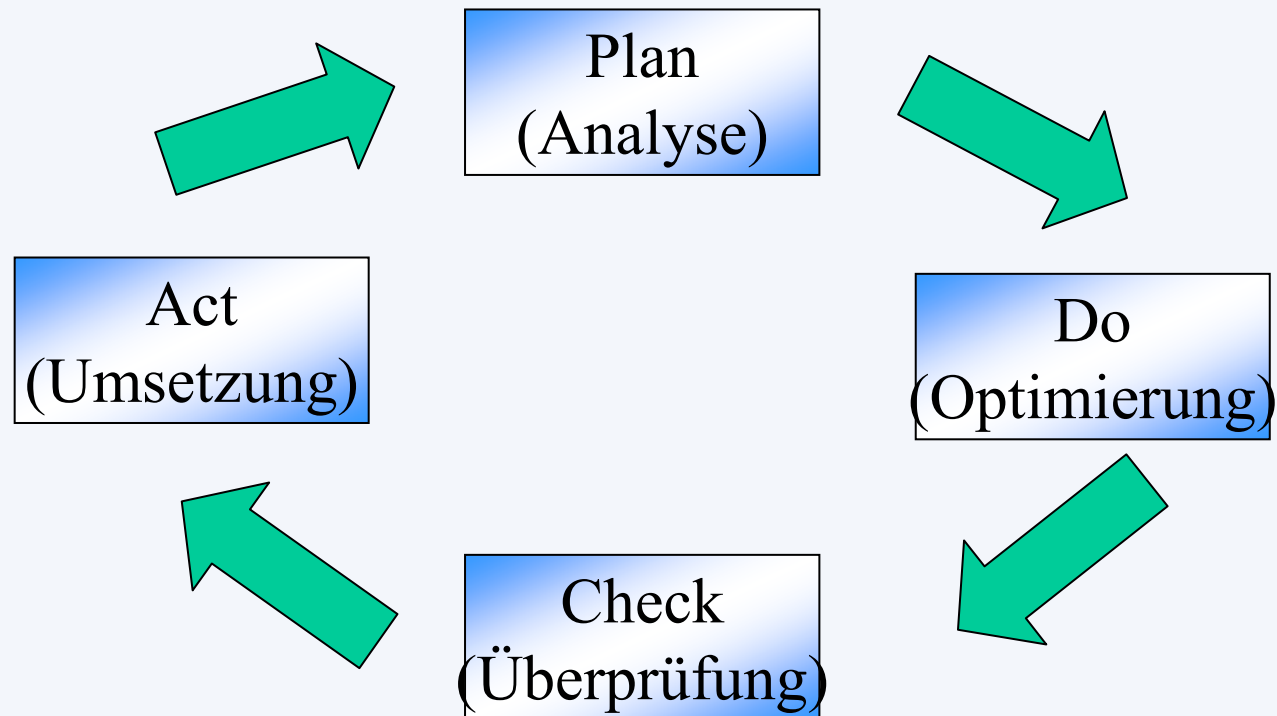 Plan
(Analyse)
Do
(Optimierung)
Check
(Überprüfung)
Act
(Umsetzung)